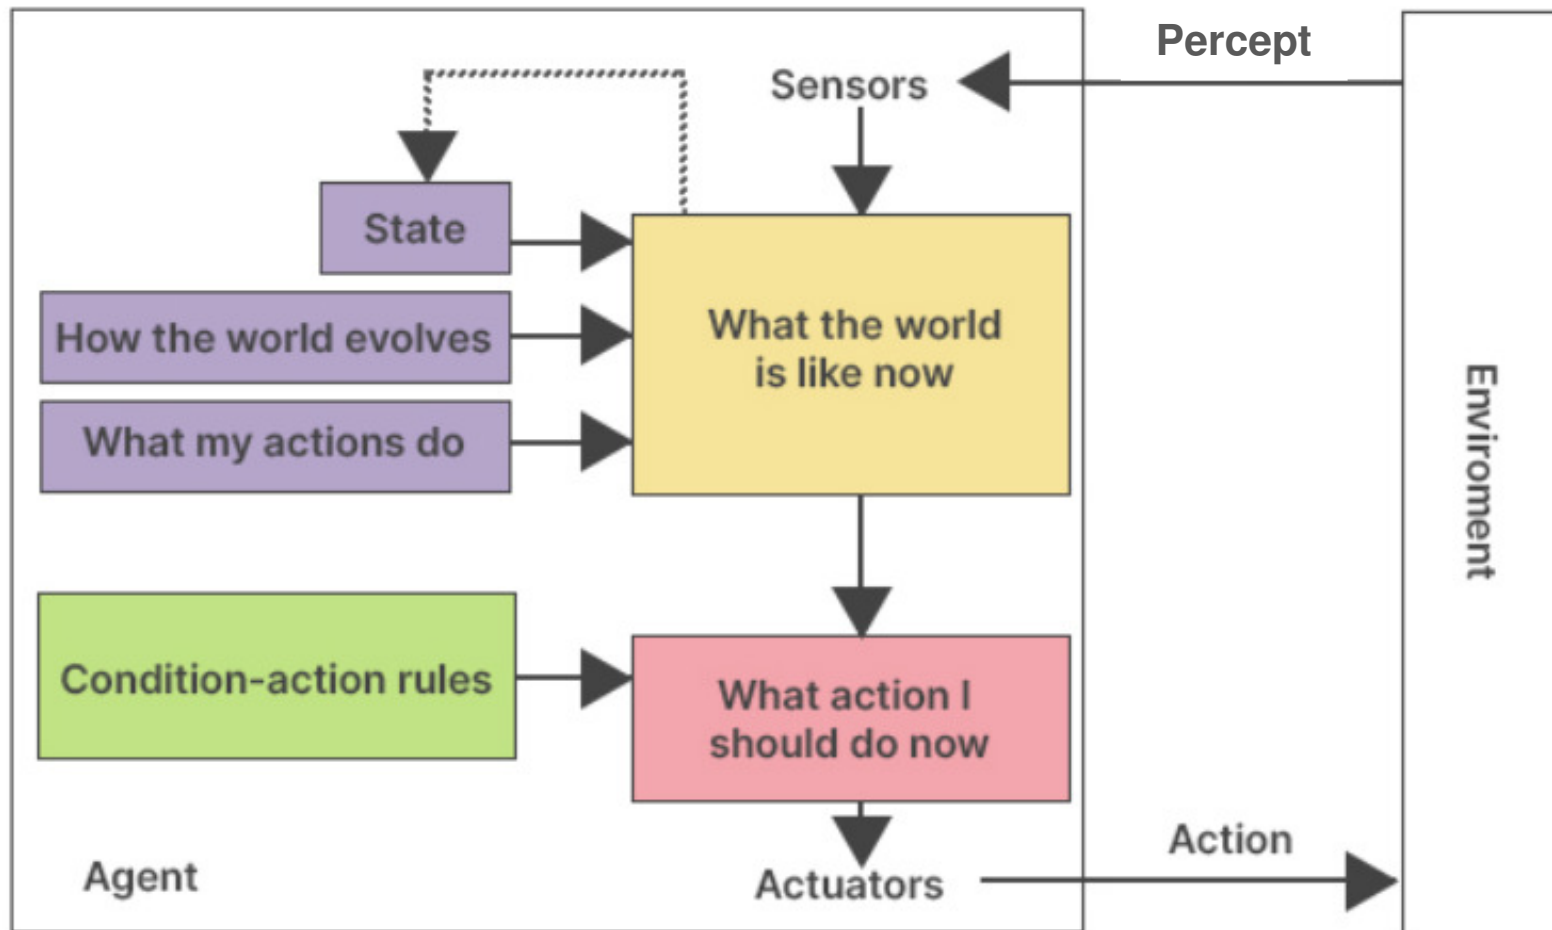 Percept
Sensors
State
How the world evolves
What my actions do
What the world
is like now
Enviroment
Condition-action rules
What action I
should do now
Action
Agent
Actuators